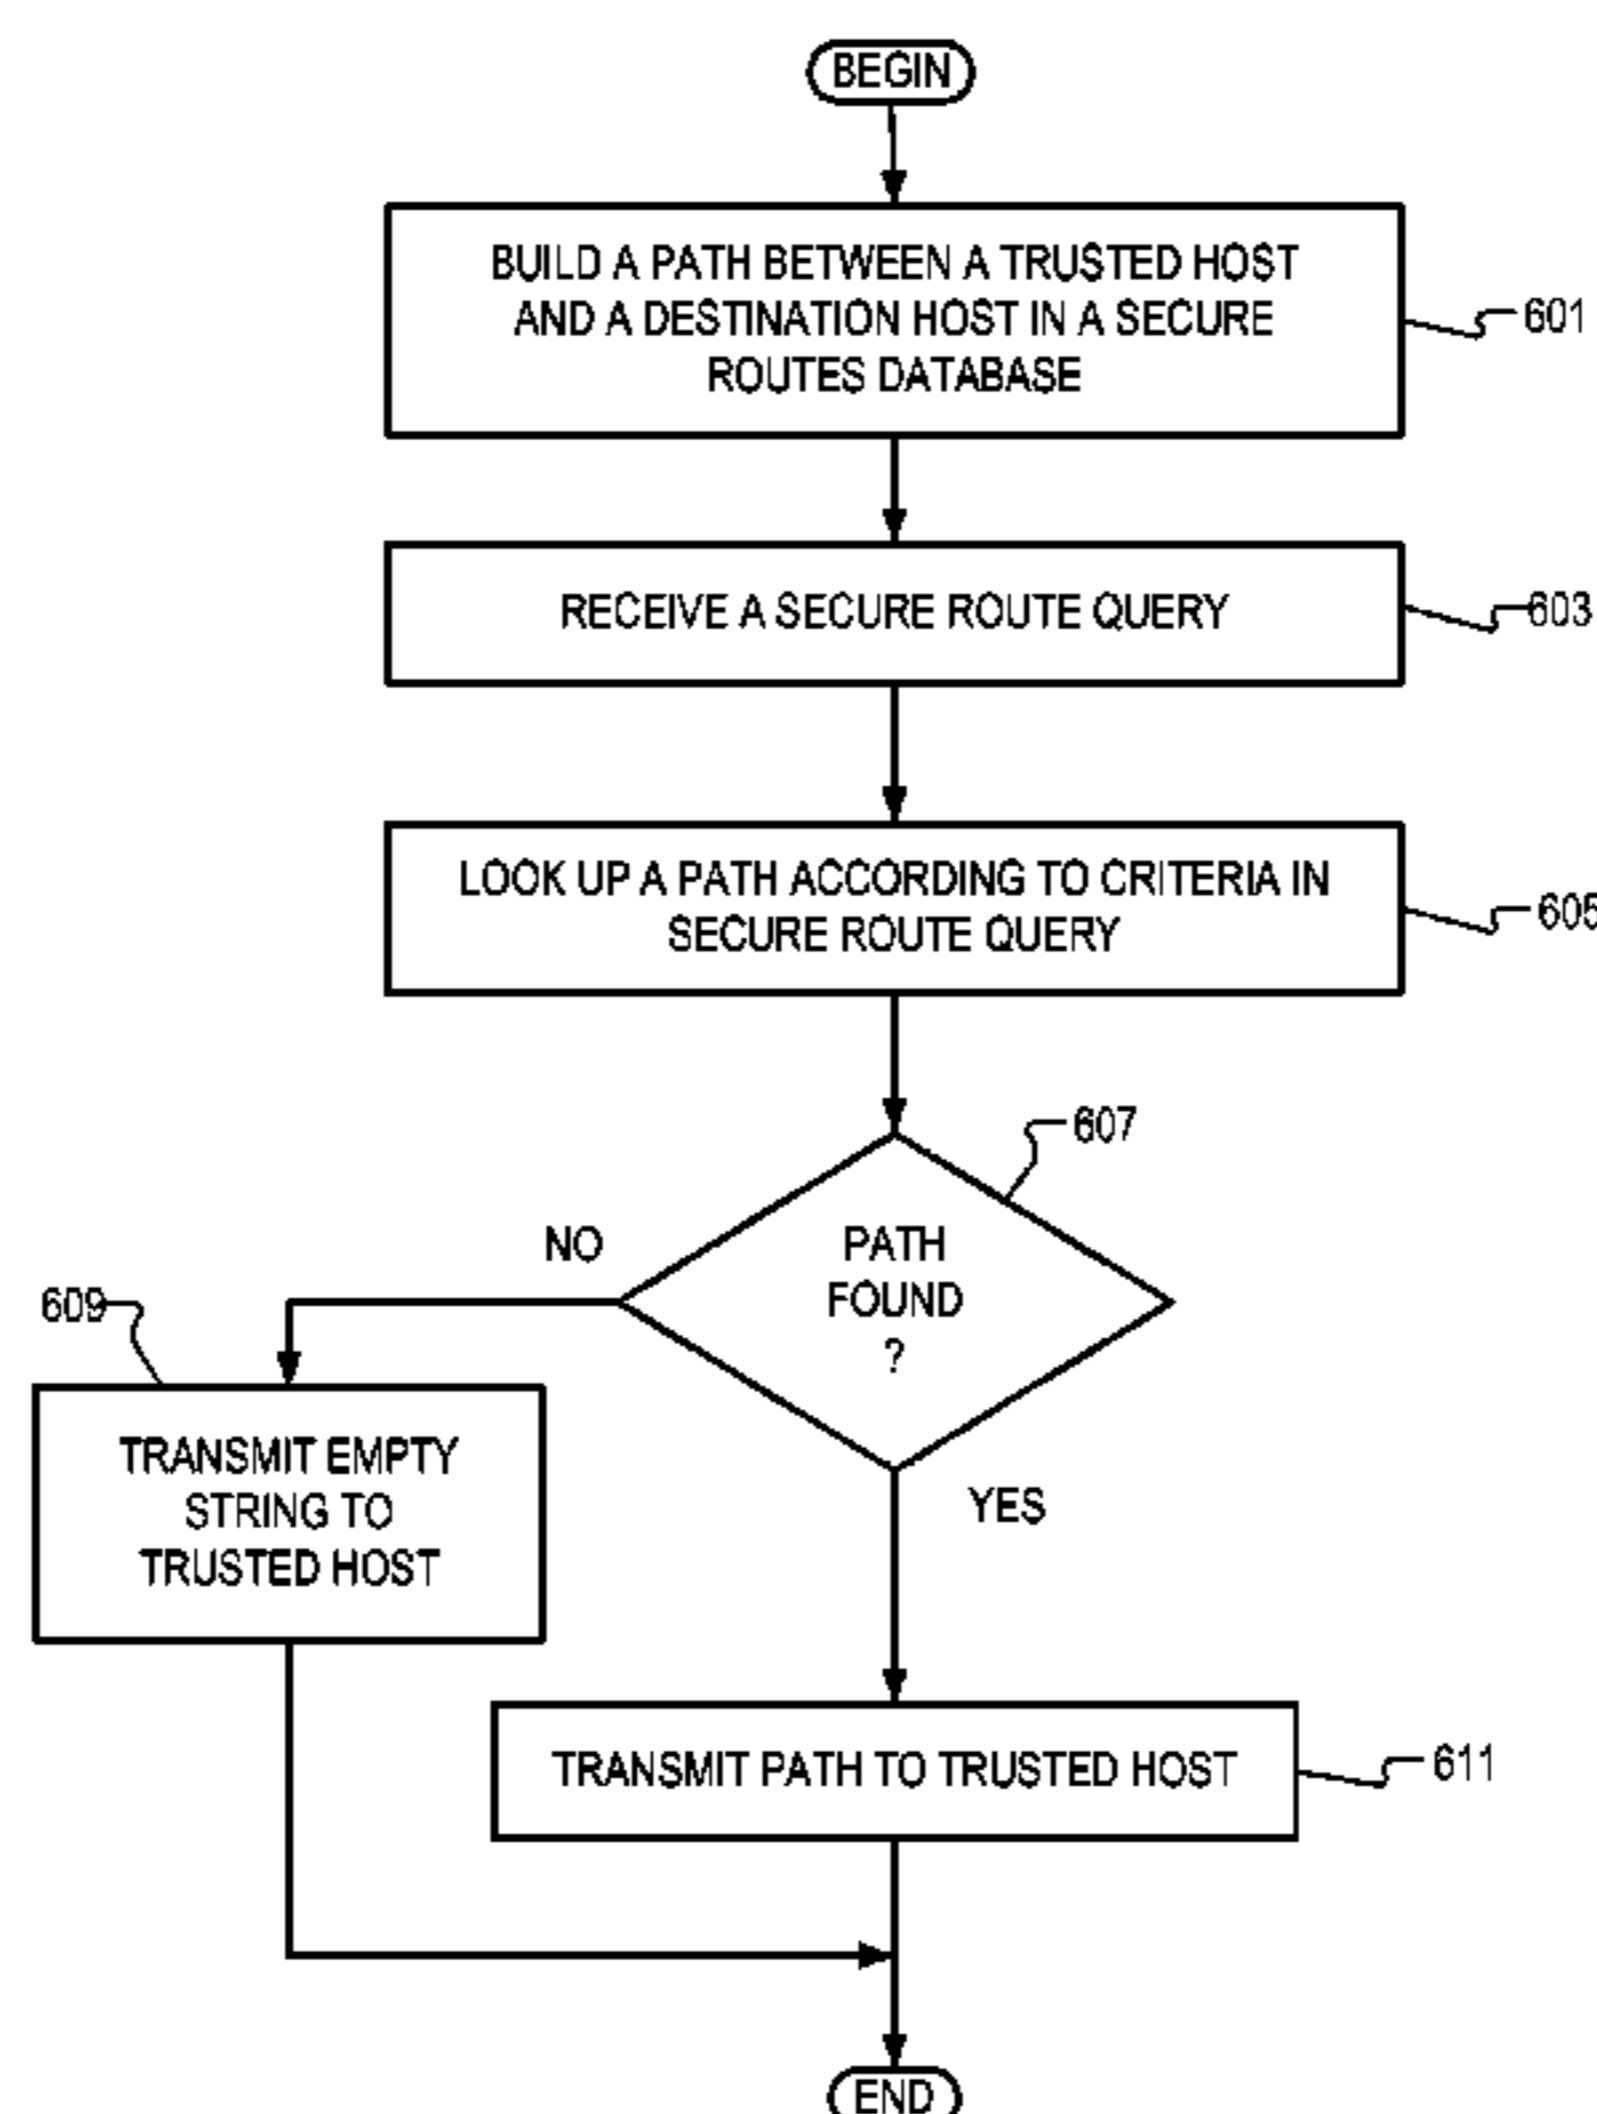 BEGIN
BUILD A PATH BETWEEN A TRUSTED HOST
AND A DESTINATION HOST IN A SECURE
ROUTES DATABASE
601
RECEIVE A SECURE ROUTE QUERY
603
LOOK UP A PATH ACCORDING TO CRITERIA IN
SECURE ROUTE QUERY
605
607
NO
PATH
FOUND
?
609
YES
TRANSMIT EMPTY
STRING TO
TRUSTED HOST
TRANSMIT PATH TO TRUSTED HOST
611
END